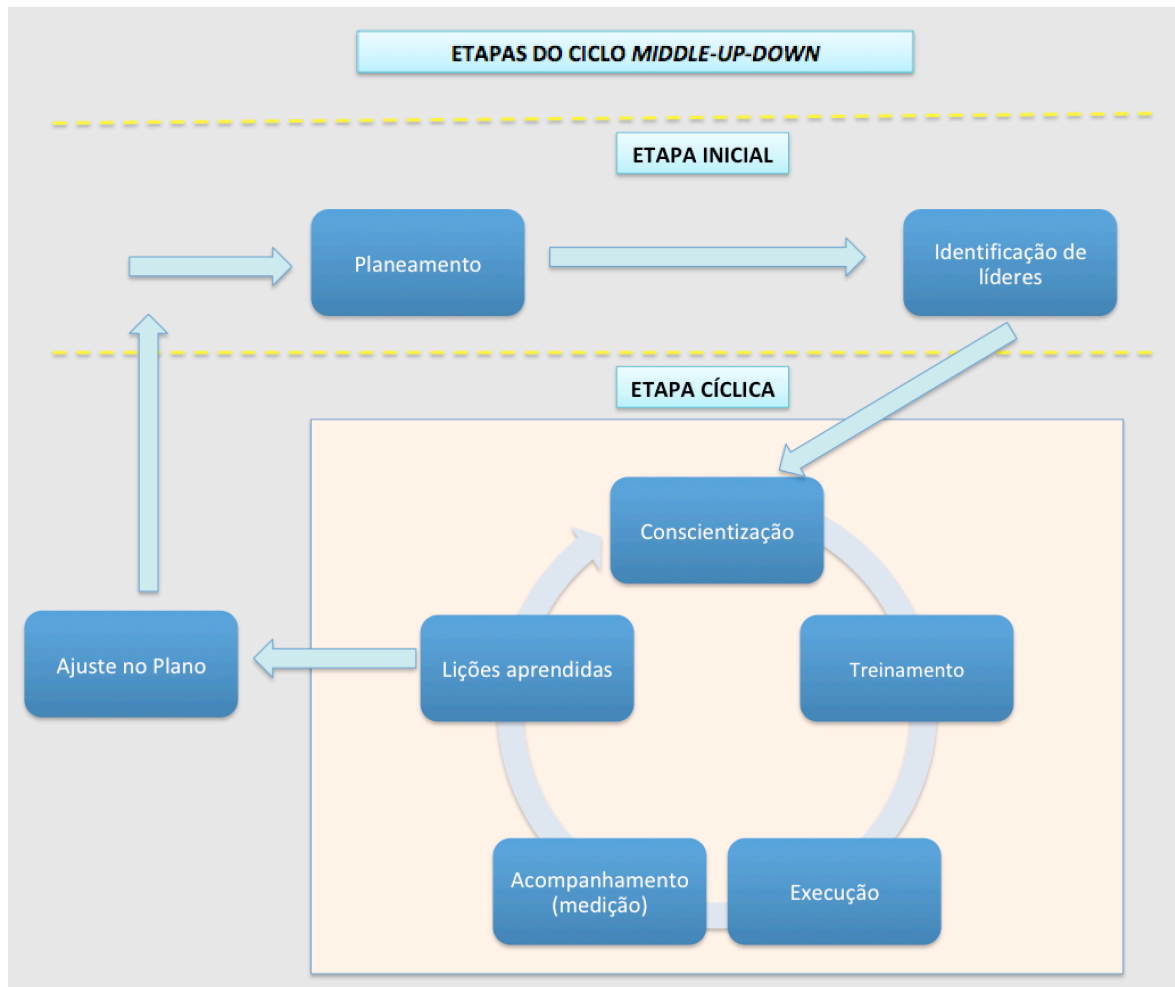 ETAPAS DO CICLO MIDDLE-UP-DOWN
ETAPA INICIAL
Planeamento
Identificação de
líderes
ETAPA CÍCLICA
Conscientização
Treinamento
Execução
Acompanhamento
(medição)
Lições aprendidas
Ajuste no Plano